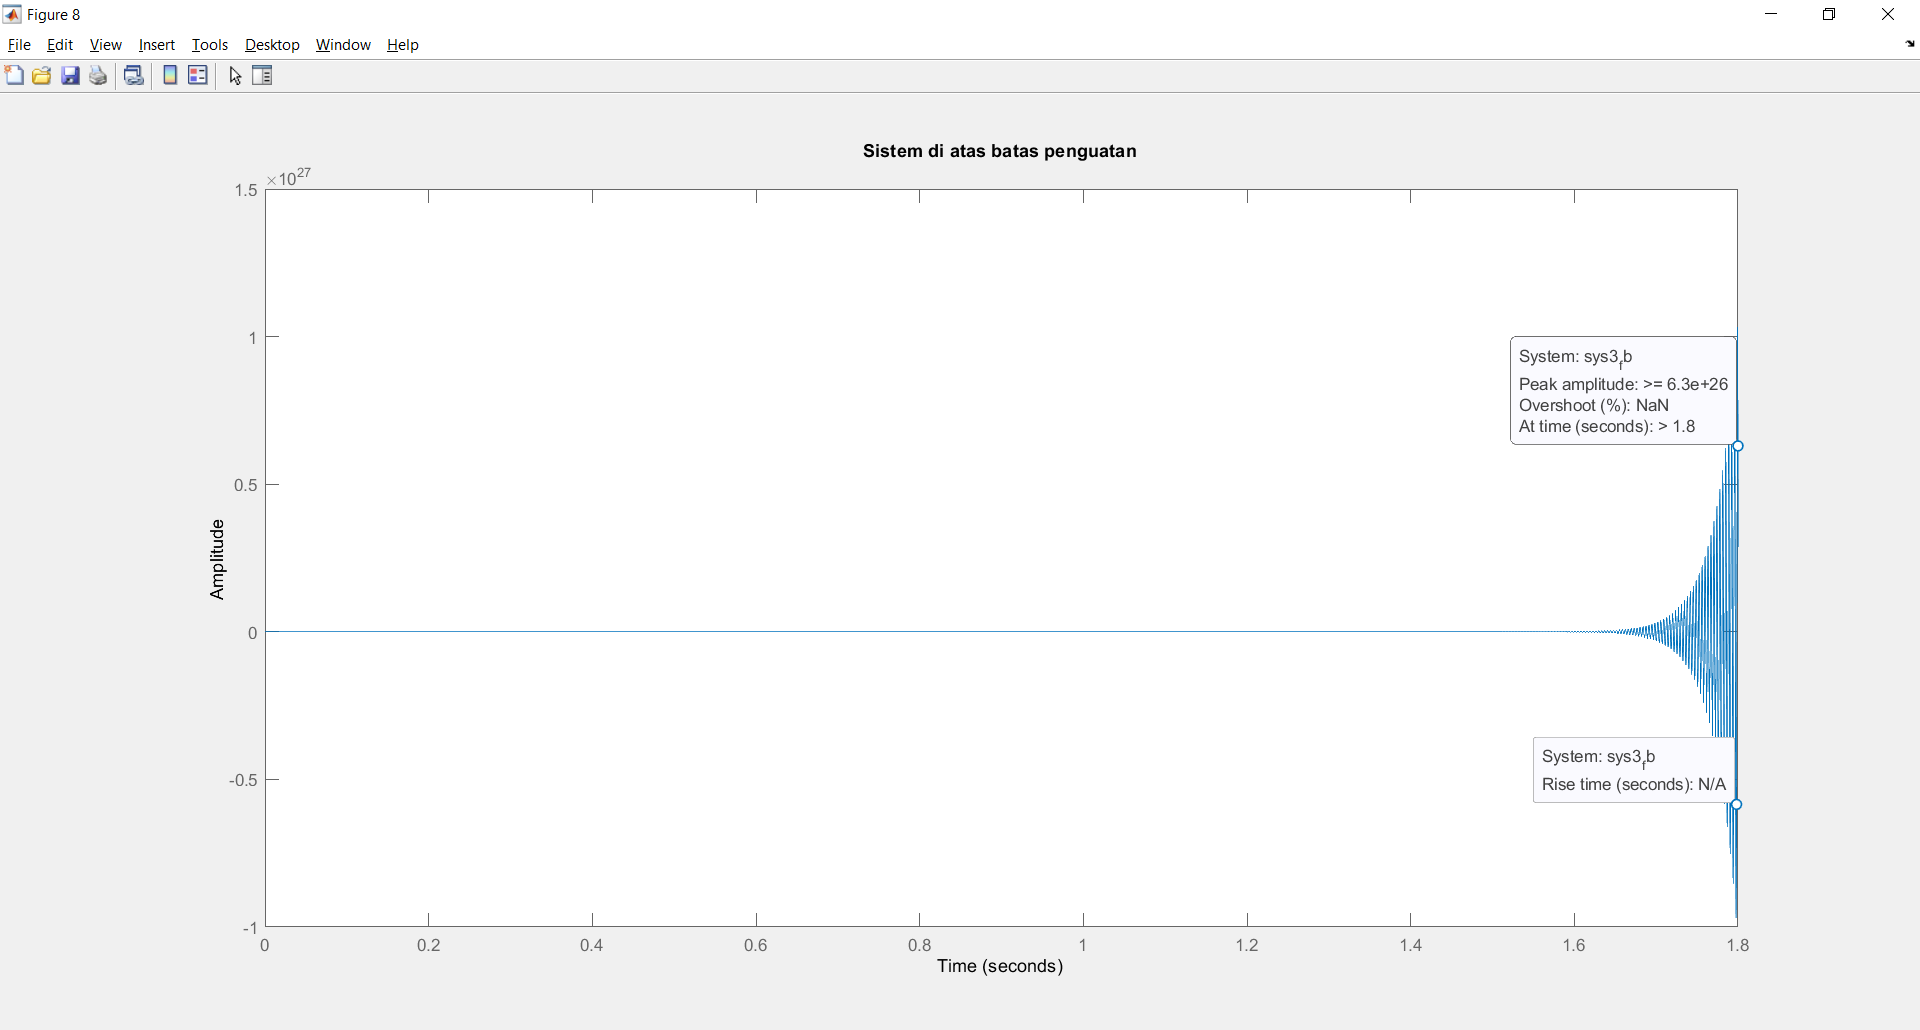 Figure 8
File Edit View Insert Tools Desktop Window Help
Sistem di atas batas penguatan
×10^27
1.5
1
0.5
0
-0.5
-1
Amplitude
System: sys3_fb
Peak amplitude: >= 6.3e+26
Overshoot (%): NaN
At time (seconds): > 1.8
System: sys3_fb
Rise time (seconds): N/A
0 0.2 0.4 0.6 0.8 1 1.2 1.4 1.6 1.8
Time (seconds)